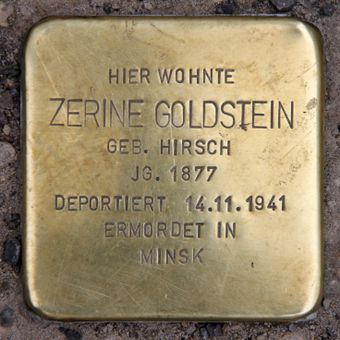 HIER WOHNTE
ZERINE GOLDSTEIN
GEB. HIRSCH
JG. 1877
DEPORTIERT 14.11.1941
ERMORDET IN
MINSK